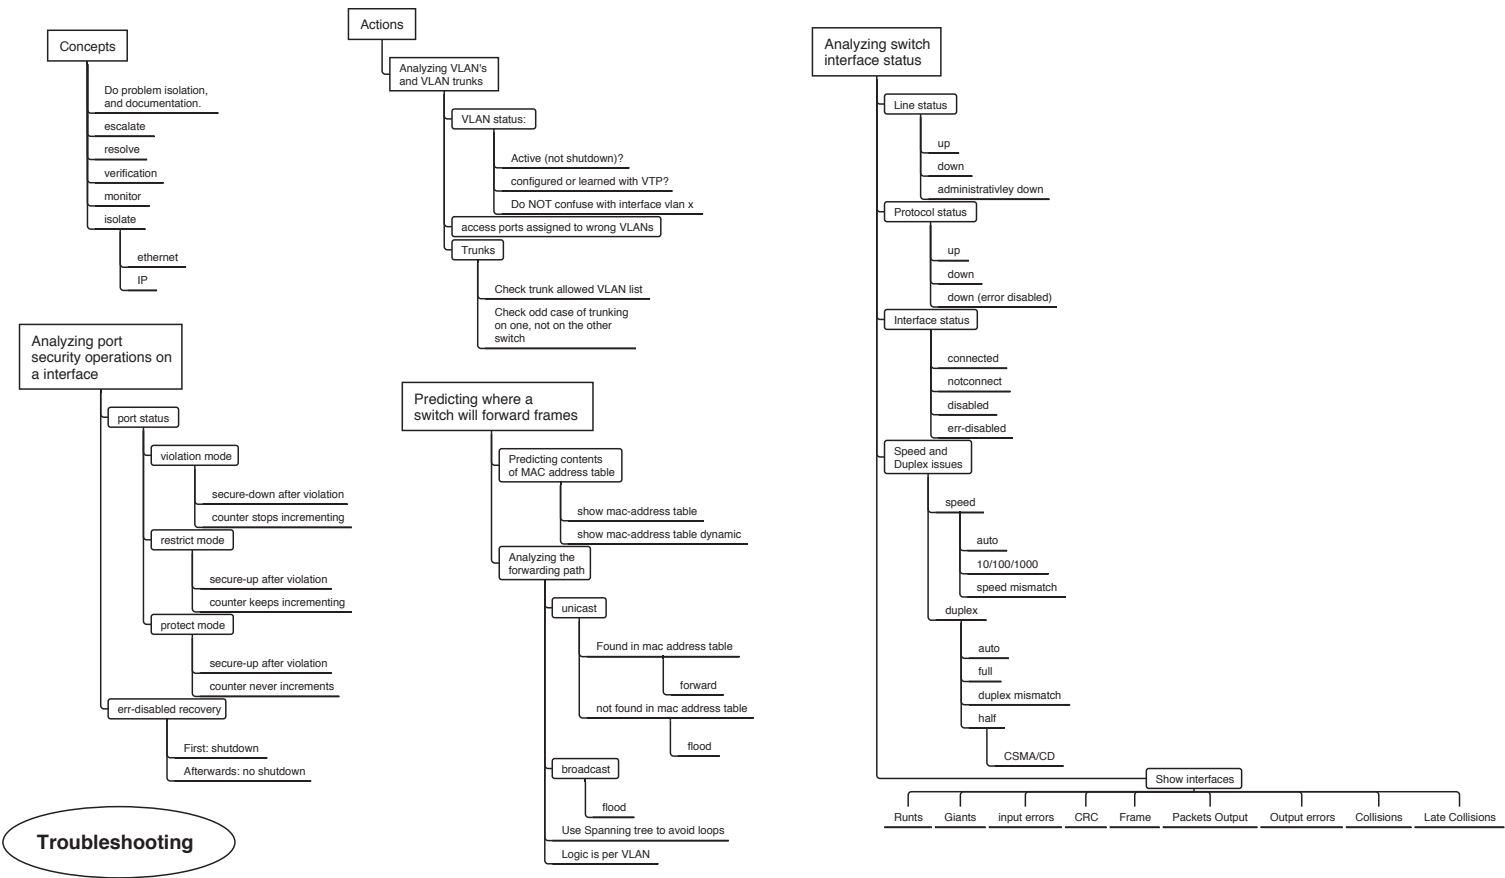 Concepts
Do problem isolation,
and documentation.
escalate
resolve
verification
monitor
isolate
ethernet
IP
Analyzing port
security operations on
a interface
port status
violation mode
secure-down after violation
counter stops incrementing
restrict mode
secure-up after violation
counter keeps incrementing
protect mode
secure-up after violation
counter never increments
err-disabled recovery
First: shutdown
Afterwards: no shutdown
Troubleshooting
Actions
Analyzing VLAN's
and VLAN trunks
VLAN status:
Active (not shutdown)?
configured or learned with VTP?
Do NOT confuse with interface vlan x
access ports assigned to wrong VLANs
Trunks
Check trunk allowed VLAN list
Check odd case of trunking
on one, not on the other
switch
Predicting where a
switch will forward frames
Predicting contents
of MAC address table
show mac-address table
show mac-address table dynamic
Analyzing the
forwarding path
unicast
Found in mac address table
forward
not found in mac address table
flood
broadcast
flood
Use Spanning tree to avoid loops
Logic is per VLAN
Analyzing switch
interface status
Line status
up
down
administrativley down
Protocol status
up
down
down (error disabled)
Interface status
connected
notconnect
disabled
err-disabled
Speed and
Duplex issues
speed
auto
10/100/1000
speed mismatch
duplex
auto
full
duplex mismatch
half
CSMA/CD
Show interfaces
Runts
Giants
input errors
CRC
Frame
Packets Output
Output errors
Collisions
Late Collisions